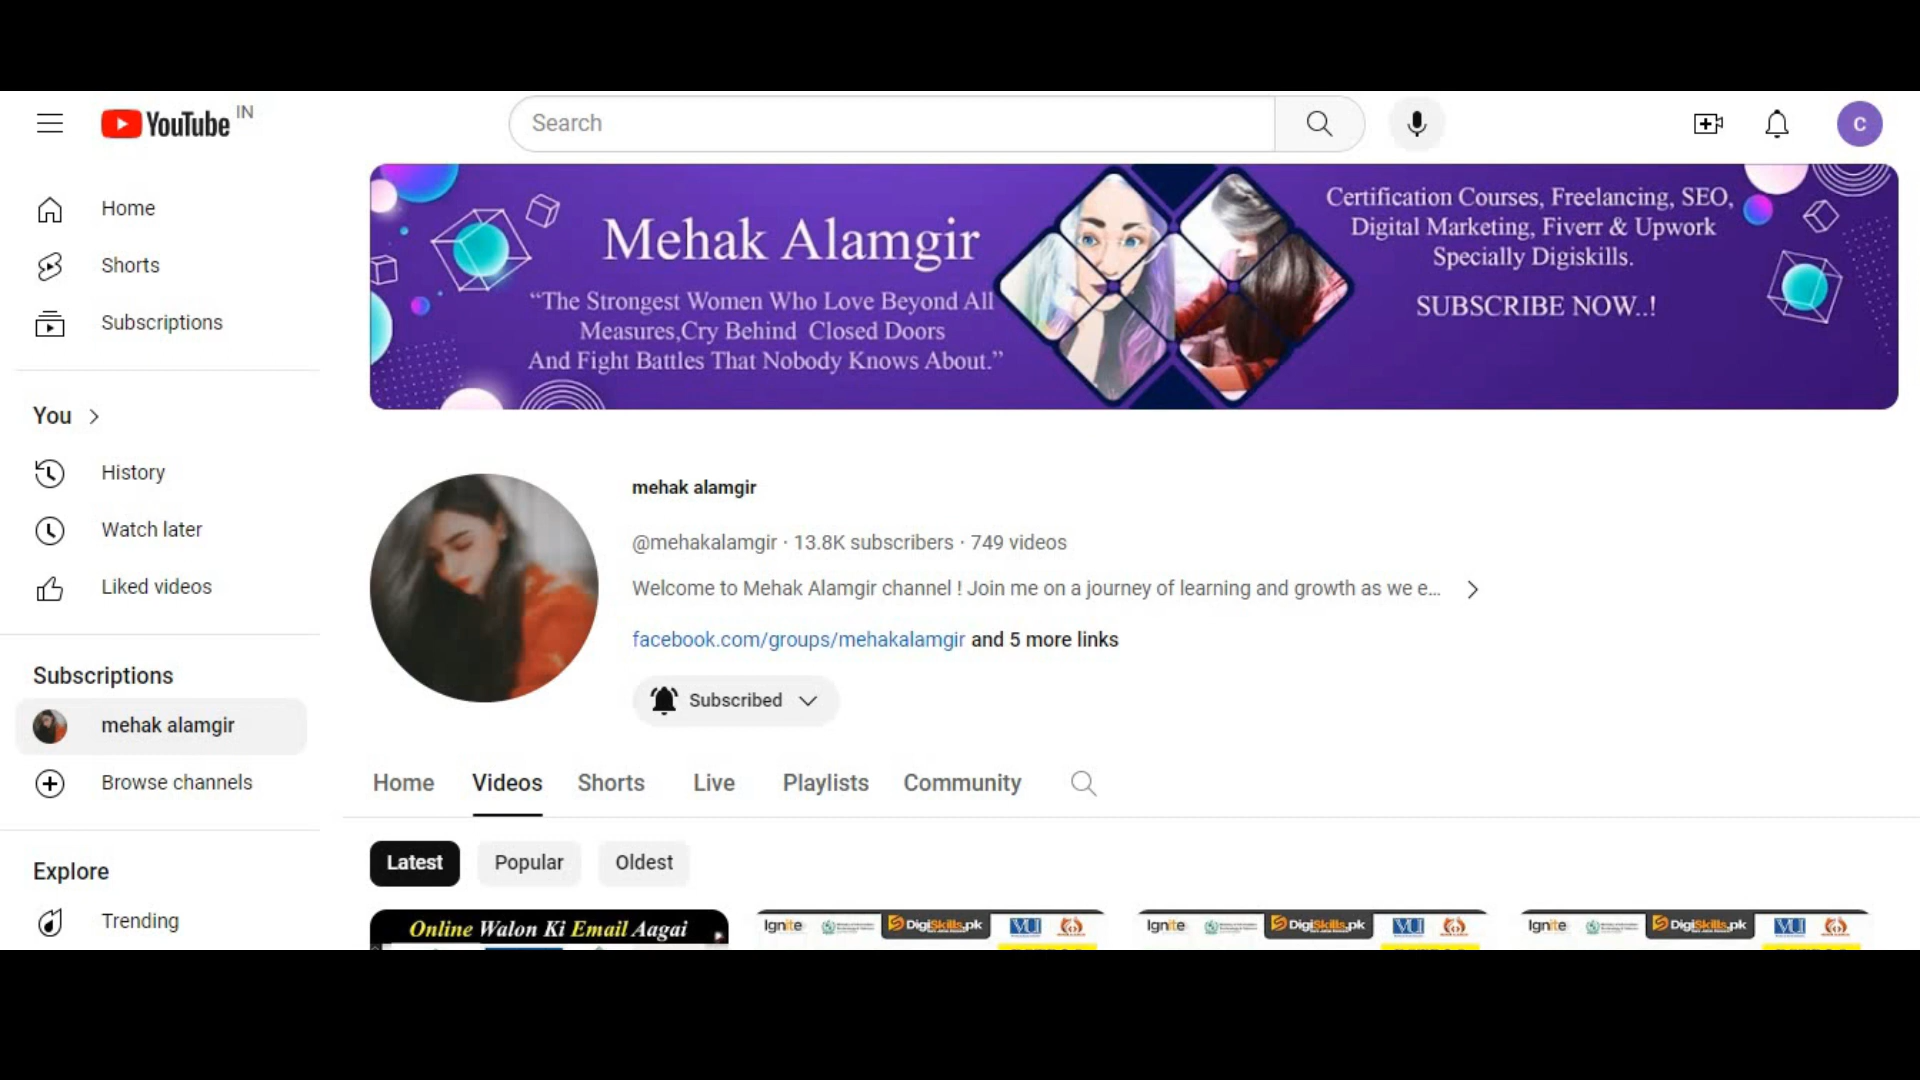 YouTube IN
Search
C
Home
Shorts
Subscriptions
You
History
Watch later
Liked videos
Subscriptions
mehak alamgir
Browse channels
Explore
Trending
Mehak Alamgir
“The Strongest Women Who Love Beyond All
Measures,Cry Behind Closed Doors
And Fight Battles That Nobody Knows About.”
Certification Courses, Freelancing, SEO,
Digital Marketing, Fiverr & Upwork
Specially Digiskills.
SUBSCRIBE NOW..!
mehak alamgir
@mehakalamgir · 13.8K subscribers · 749 videos
Welcome to Mehak Alamgir channel ! Join me on a journey of learning and growth as we e...
facebook.com/groups/mehakalamgir and 5 more links
Subscribed
Home Videos Shorts Live Playlists Community
Latest Popular Oldest
Online Walon Ki Email Aagai
Ignite DigiSkills.pk VU
Ignite DigiSkills.pk VU
Ignite DigiSkills.pk VU